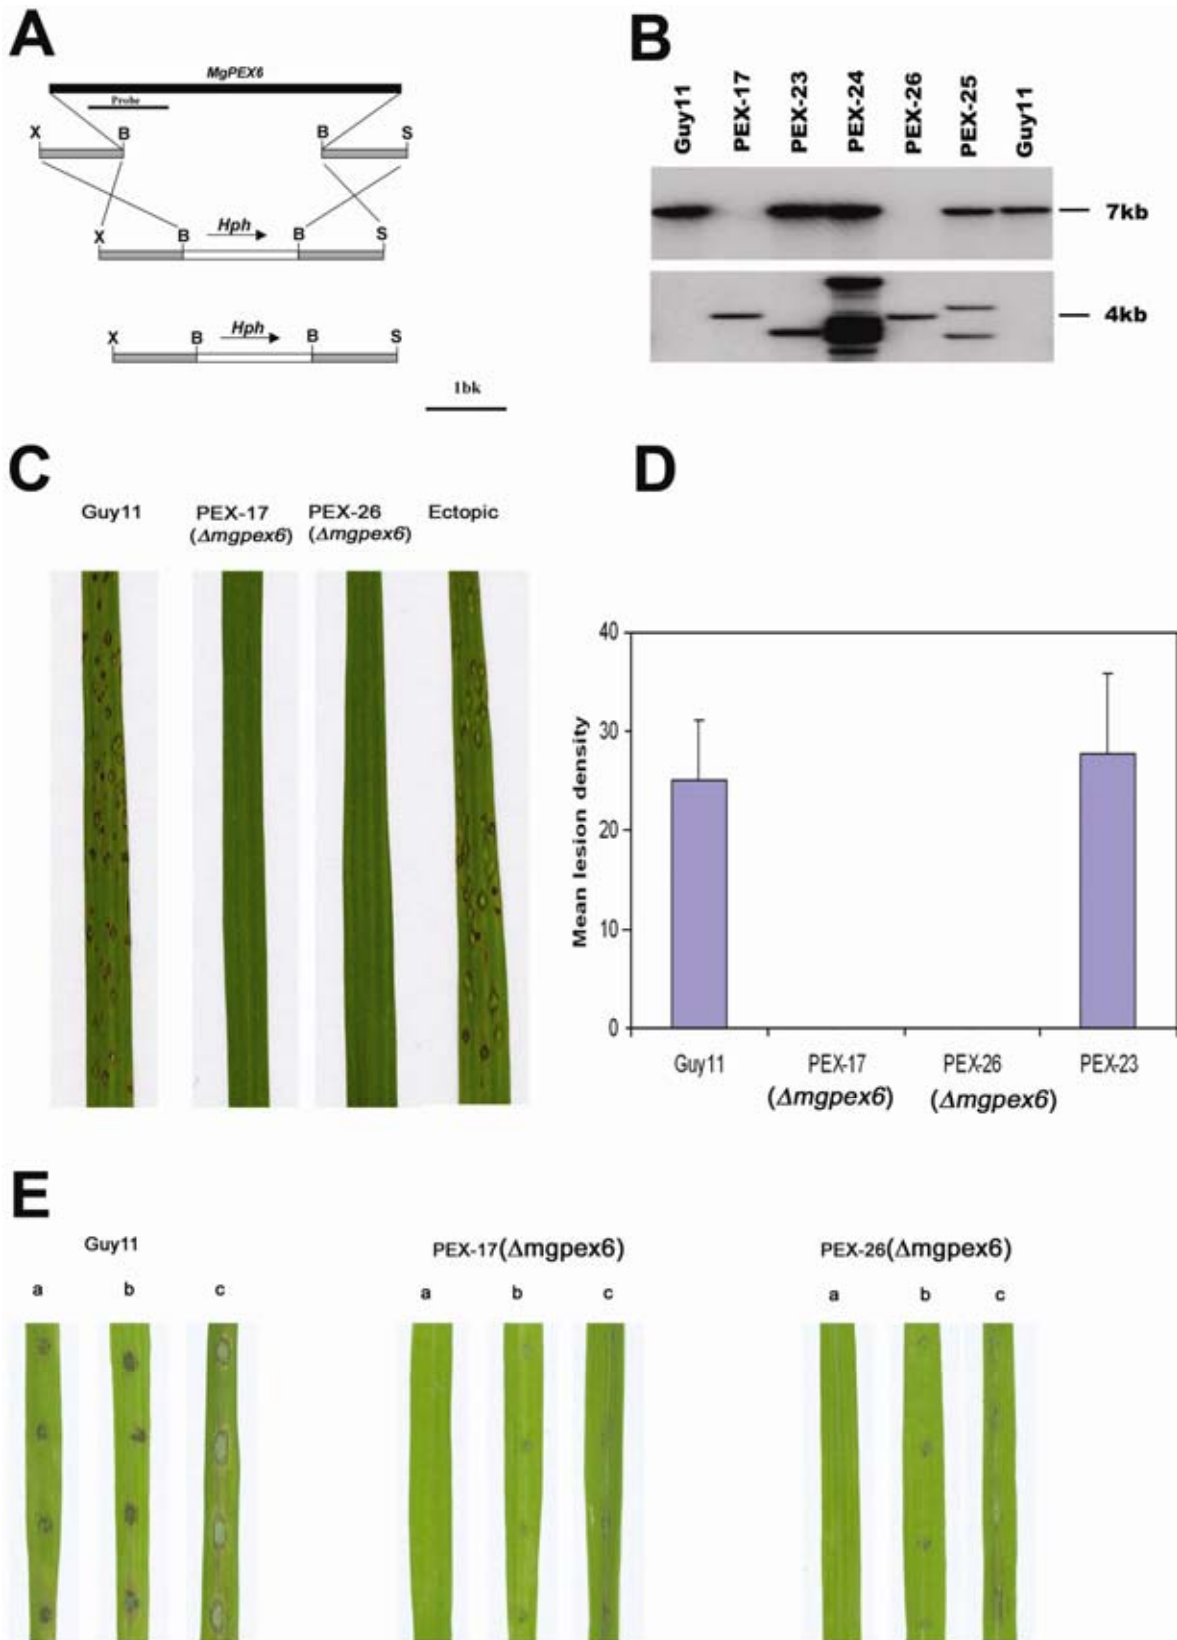 A
MgPEX6
Probe
X B B S
Hph
X B B S
Hph
X B B S
1bk
B
Guy11 PEX-17 PEX-23 PEX-24 PEX-26 PEX-25 Guy11
7kb
4kb
C
Guy11 PEX-17 PEX-26 Ectopic
(Δmgpex6) (Δmgpex6)
D
40
30
20
10
0
Mean lesion density
Guy11 PEX-17 PEX-26 PEX-23
(Δmgpex6) (Δmgpex6)
E
Guy11 PEX-17(Δmgpex6) PEX-26(Δmgpex6)
a b c a b c a b c